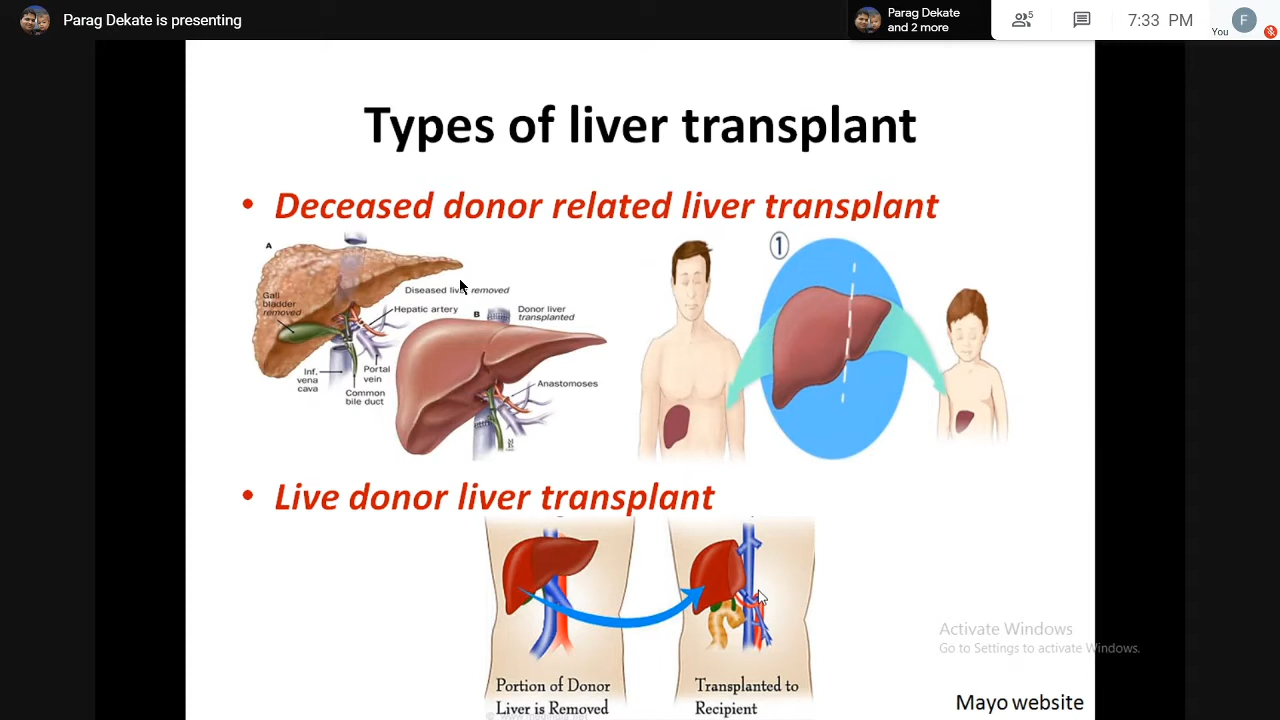 Parag Dekate is presenting
Parag Dekate
and 2 more
5
7:33 PM
You
F
Types of liver transplant
• Deceased donor related liver transplant
A
Gall
bladder
removed
Diseased liver removed
Hepatic artery
B
Donor liver
transplanted
Inf.
vena
cava
Portal
vein
Common
bile duct
Anastomoses
1
• Live donor liver transplant
Portion of Donor
Liver is Removed
Transplanted to
Recipient
Activate Windows
Go to Settings to activate Windows.
Mayo website